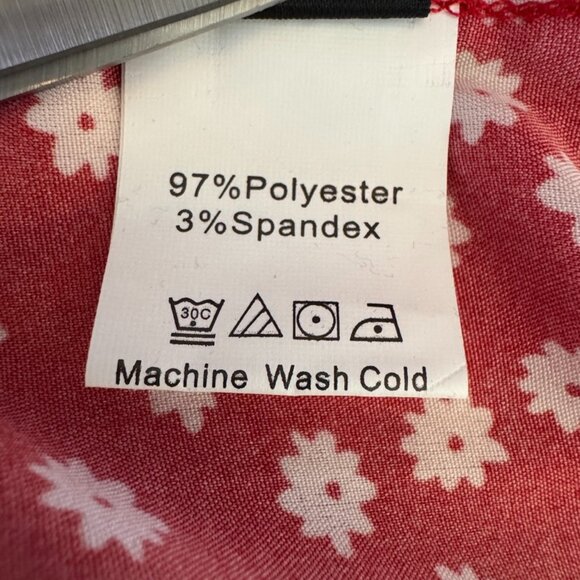 97%Polyester
3%Spandex
30C
Machine Wash Cold